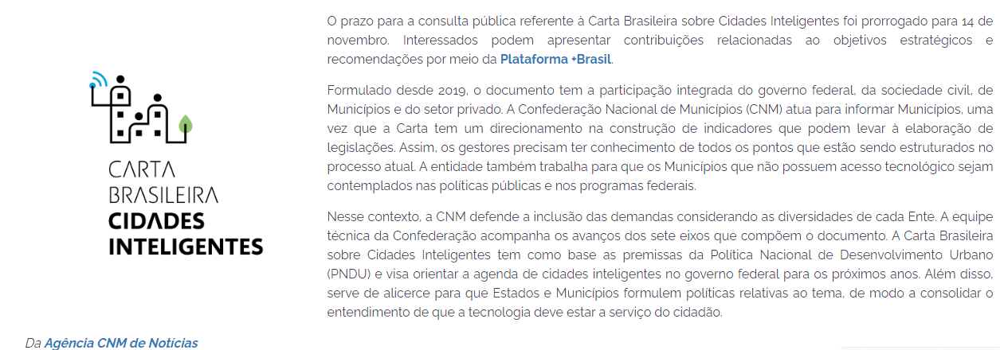 O prazo para a consulta pública referente à Carta Brasileira sobre Cidades Inteligentes foi prorrogado para 14 de
novembro. Interessados podem apresentar contribuições relacionadas ao objetivos estratégicos e
recomendações por meio da Plataforma +Brasil.
Formulado desde 2019, o documento tem a participação integrada do governo federal, da sociedade civil, de
Municípios e do setor privado. A Confederação Nacional de Municípios (CNM) atua para informar Municípios, uma
vez que a Carta tem um direcionamento na construção de indicadores que podem levar à elaboração de
legislações. Assim, os gestores precisam ter conhecimento de todos os pontos que estão sendo estruturados no
processo atual. A entidade também trabalha para que os Municípios que não possuem acesso tecnológico sejam
contemplados nas políticas públicas e nos programas federais.
Nesse contexto, a CNM defende a inclusão das demandas considerando as diversidades de cada Ente. A equipe
técnica da Confederação acompanha os avanços dos sete eixos que compõem o documento. A Carta Brasileira
sobre Cidades Inteligentes tem como base as premissas da Política Nacional de Desenvolvimento Urbano
(PNDU) e visa orientar a agenda de cidades inteligentes no governo federal para os próximos anos. Além disso,
serve de alicerce para que Estados e Municípios formulem políticas relativas ao tema, de modo a consolidar o
entendimento de que a tecnologia deve estar a serviço do cidadão.
CARTA
BRASILEIRA
CIDADES
INTELIGENTES
Da Agência CNM de Notícias